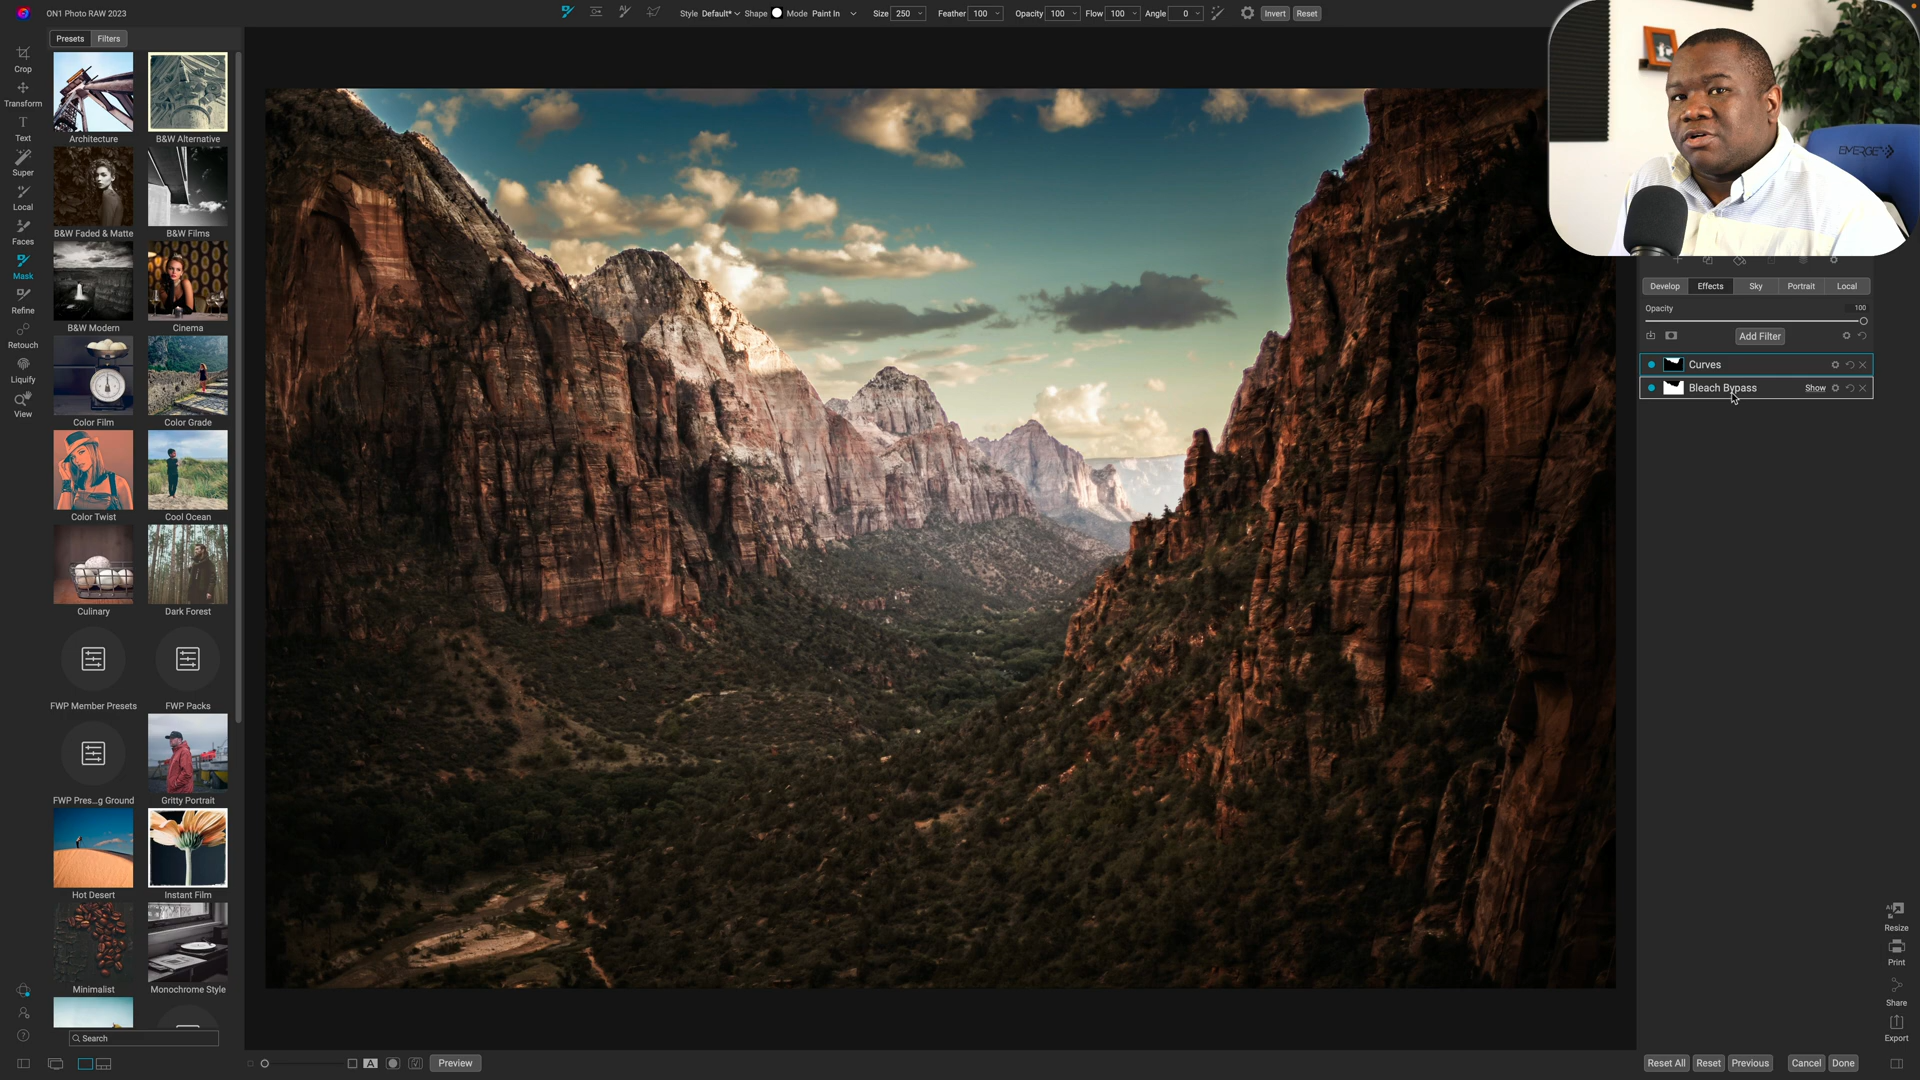 ON1 Photo RAW 2023
Style Default* Shape Mode Paint In Size 250 Feather 100 Opacity 100 Flow 100 Angle 0 Invert Reset
Presets Filters
Crop
Transform
Text
Super
Local
Faces
Mask
Refine
Retouch
Liquify
View
Architecture B&W Alternative
B&W Faded & Matte B&W Films
B&W Modern Cinema
Color Film Color Grade
Color Twist Cool Ocean
Culinary Dark Forest
FWP Member Presets FWP Packs
FWP Pres...g Ground Gritty Portrait
Hot Desert Instant Film
Minimalist Monochrome Style
Search
EMERGE
Develop Effects Sky Portrait Local
Opacity 100
Add Filter
Curves
Bleach Bypass Show
AI
Resize
Print
Share
Export
A Preview
Reset All Reset Previous Cancel Done